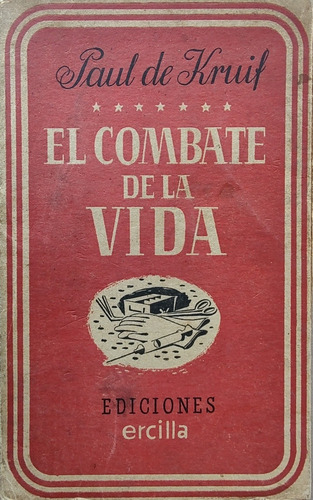 Paul de Kruif
EL COMBATE
DE LA
VIDA
EDICIONES
ercilla